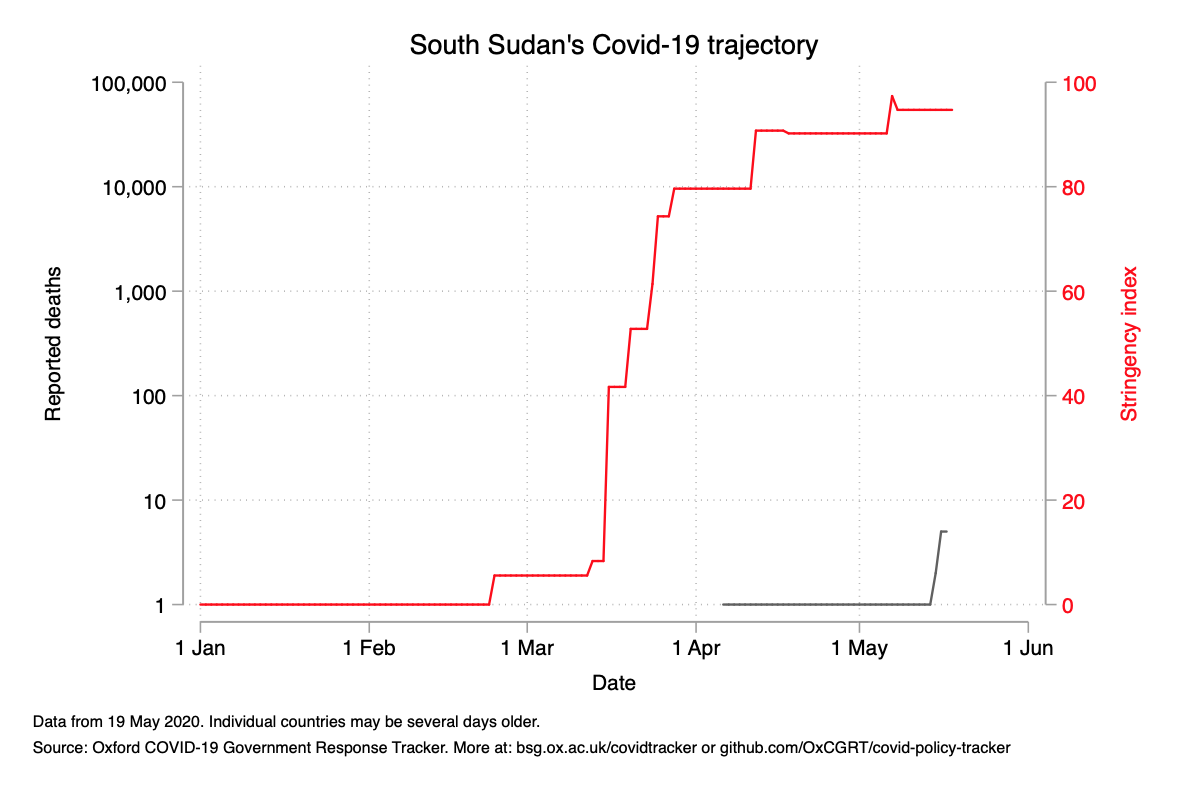 South Sudan's Covid-19 trajectory
100,000
10,000
1,000
100
10
1
Reported deaths
100
80
60
40
20
0
Stringency index
1 Jan
1 Feb
1 Mar
1 Apr
1 May
1 Jun
Date
Data from 19 May 2020. Individual countries may be several days older.
Source: Oxford COVID-19 Government Response Tracker. More at: bsg.ox.ac.uk/covidtracker or github.com/OxCGRT/covid-policy-tracker